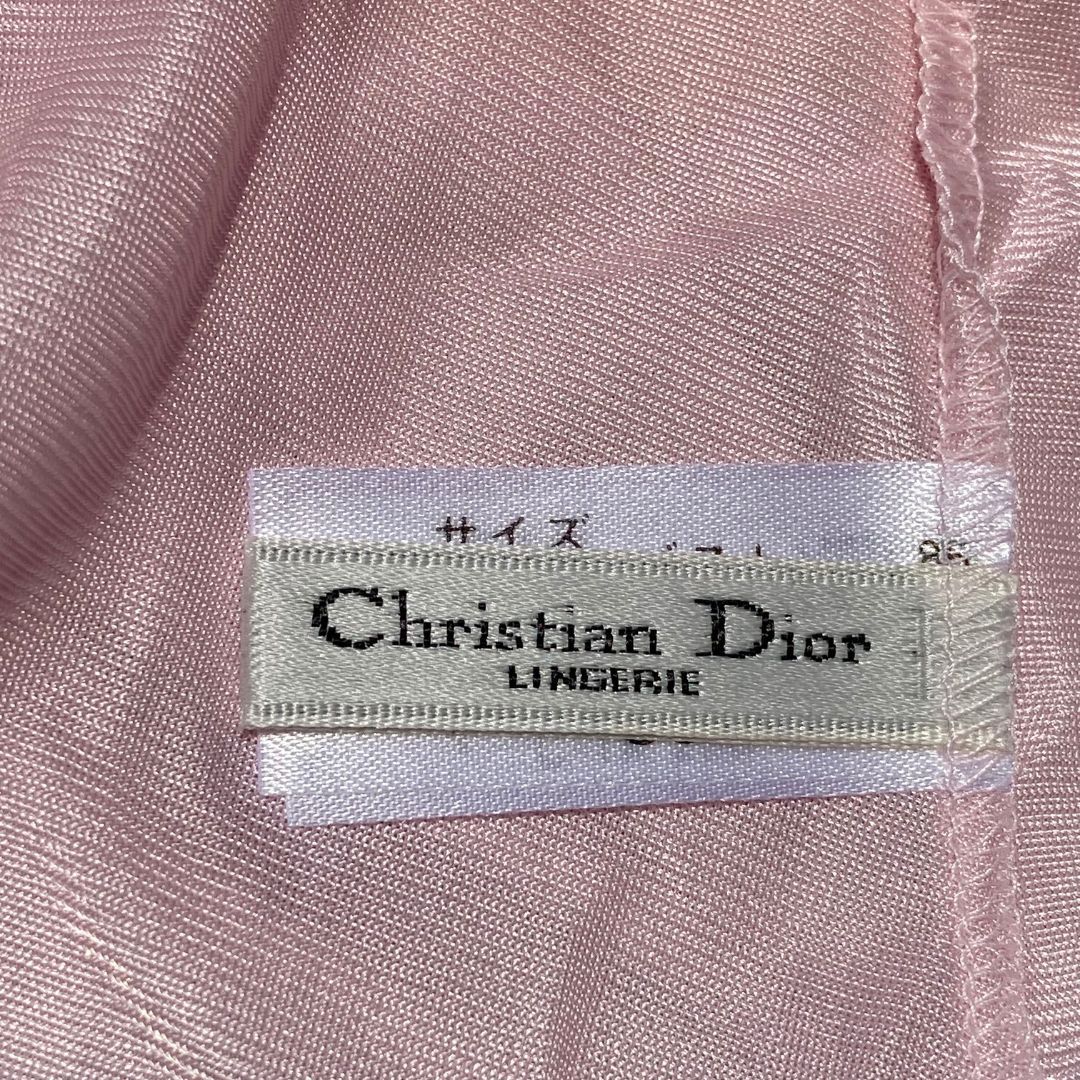 サイズ
Christian Dior
LINGERIE